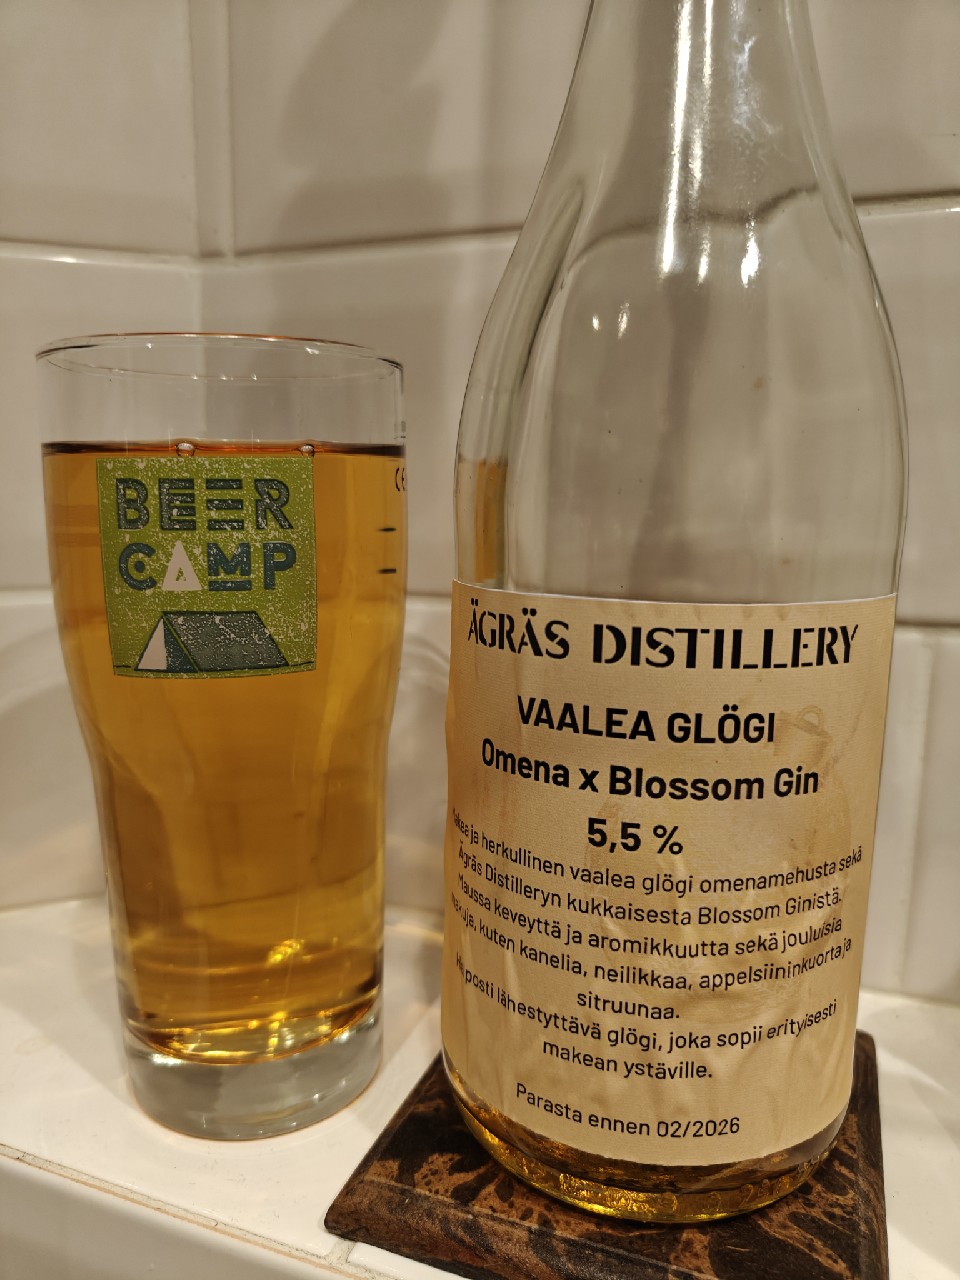 BEER
CAMP
ÄGRÄS DISTILLERY
VAALEA GLÖGI
Omena x Blossom Gin
5,5 %
ja herkullinen vaalea glögi omenamehusta sekä
Ägräs Distilleryn kukkaisesta Blossom Ginistä.
Maussa keveyttä ja aromikkuutta sekä jouluisia
makuja, kuten kanelia, neilikkaa, appelsiininkuorta ja
sitruunaa.
Helposti lähestyttävä glögi, joka sopii erityisesti
makean ystäville.
Parasta ennen 02/2026